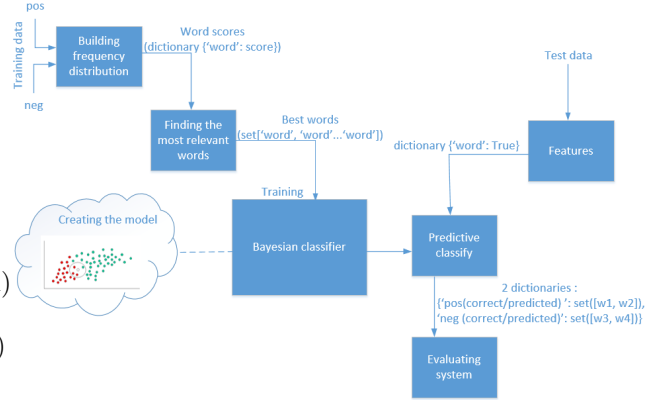 pos
Training data
neg
Building
frequency
distribution
Word scores
(dictionary {‘word’: score})
Finding the
most relevant
words
Best words
(set[‘word’, ‘word’...‘word’])
Test data
Features
dictionary {‘word’: True}
Training
Creating the model
Bayesian classifier
Predictive
classify
2 dictionaries :
{‘pos(correct/predicted) ’: set([w1, w2]),
‘neg (correct/predicted)’: set([w3, w4])}
Evaluating
system
)
)